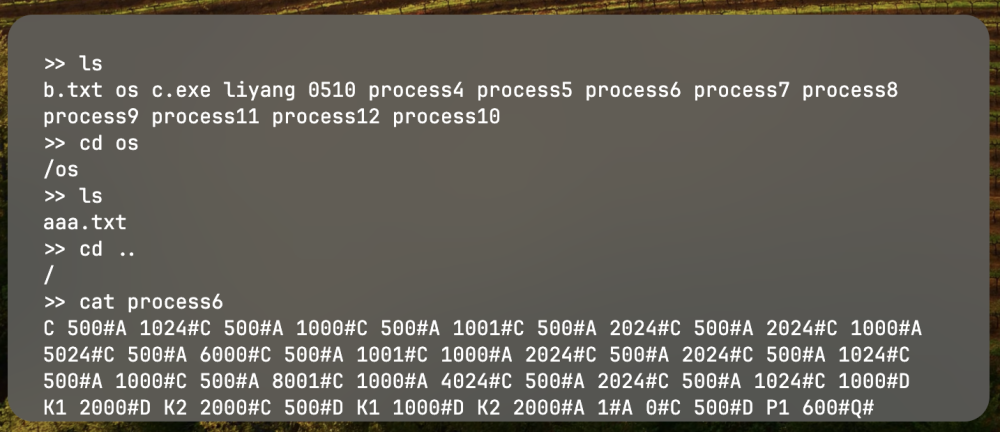 >> ls
b.txt os c.exe liyang 0510 process4 process5 process6 process7 process8
process9 process11 process12 process10
>> cd os
/os
>> ls
aaa.txt
>> cd ..
/
>> cat process6
C 500#A 1024#C 500#A 1000#C 500#A 1001#C 500#A 2024#C 500#A 2024#C 1000#A
5024#C 500#A 6000#C 500#A 1001#C 1000#A 2024#C 500#A 2024#C 500#A 1024#C
500#A 1000#C 500#A 8001#C 1000#A 4024#C 500#A 2024#C 500#A 1024#C 1000#D
K1 2000#D K2 2000#C 500#D K1 1000#D K2 2000#A 1#A 0#C 500#D P1 600#Q#